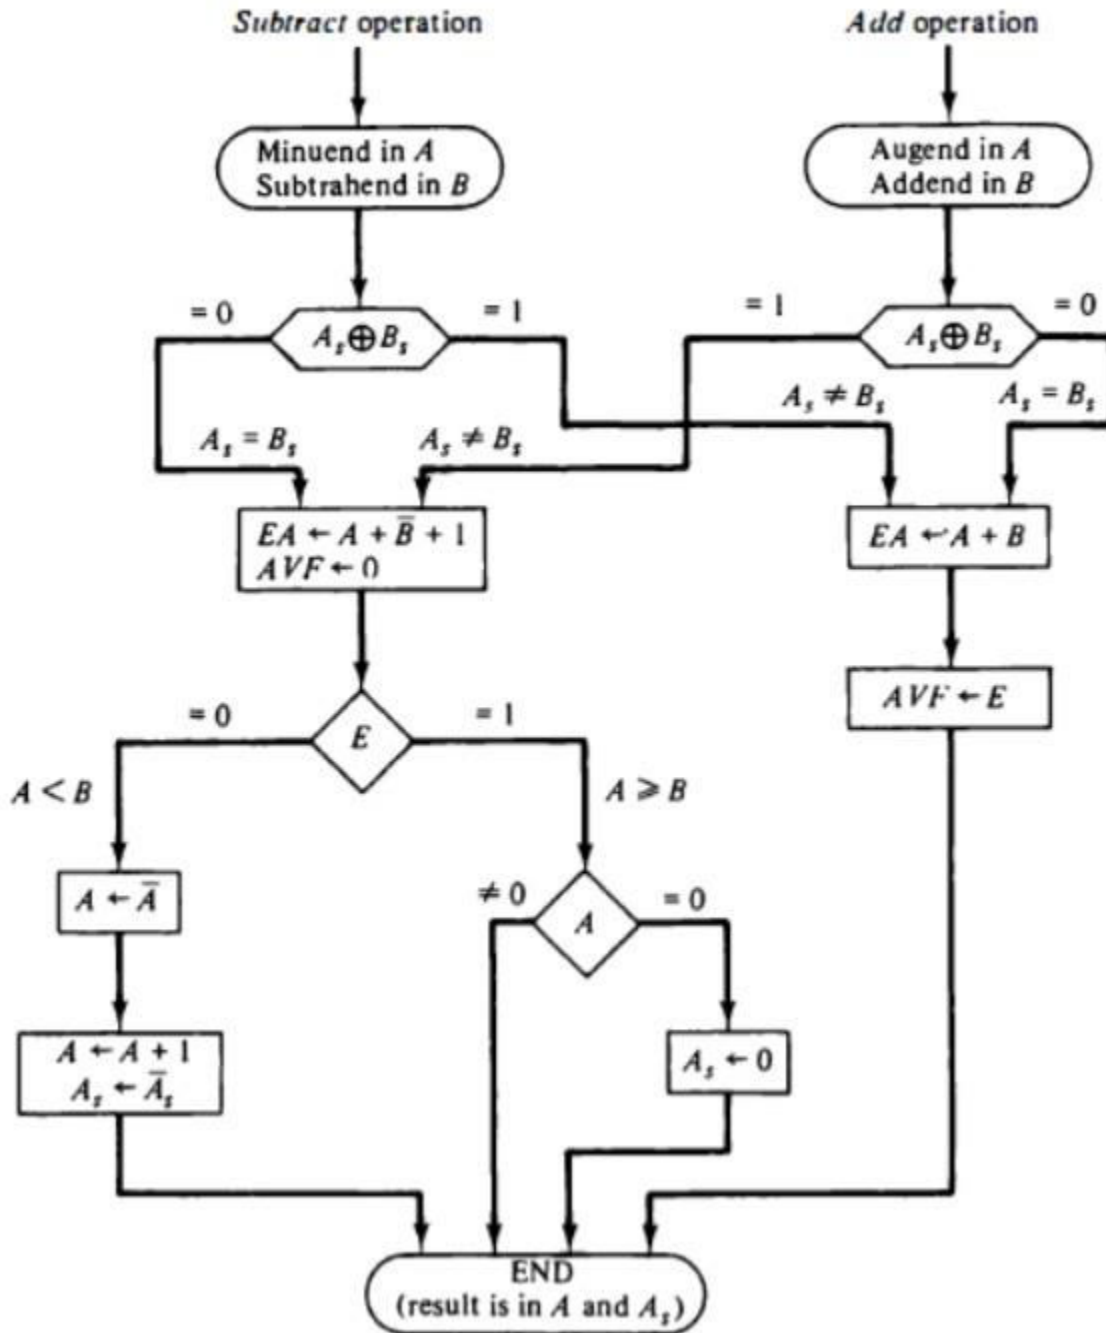 Subtract operation
Add operation
Minuend in A
Subtrahend in B
Augend in A
Addend in B
= 0
A_s ⊕ B_s
= 1
= 1
A_s ⊕ B_s
= 0
A_s = B_s
A_s ≠ B_s
A_s ≠ B_s
A_s = B_s
EA ← A + B̅ + 1
AVF ← 0
EA ← A + B
AVF ← E
= 0
E
= 1
A < B
A ⩾ B
A ← A̅
≠ 0
A
= 0
A ← A + 1
A_s ← A̅_s
A_s ← 0
END
(result is in A and A_s)